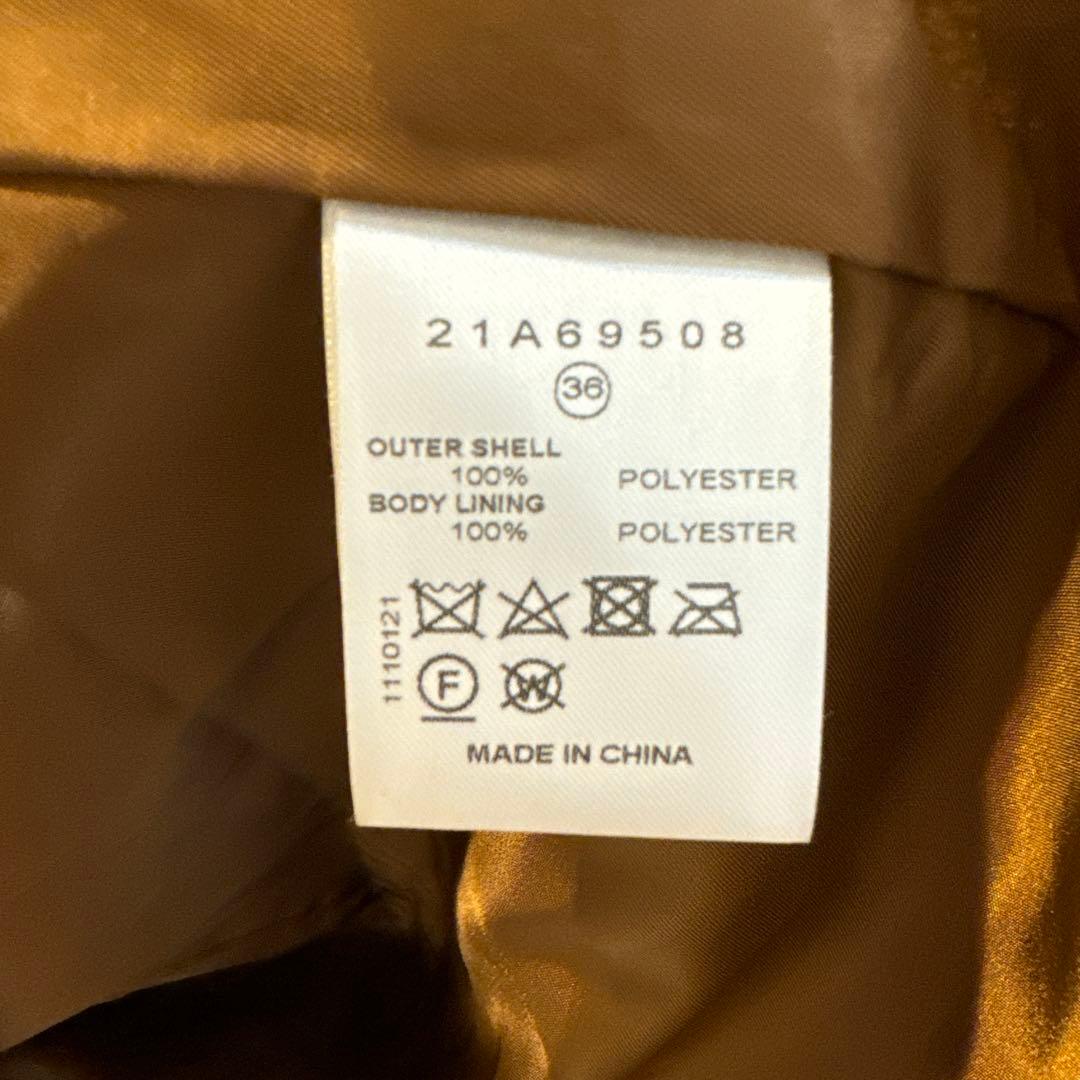 21A69508
36
OUTER SHELL
100% POLYESTER
BODY LINING
100% POLYESTER
1110121
F W
MADE IN CHINA